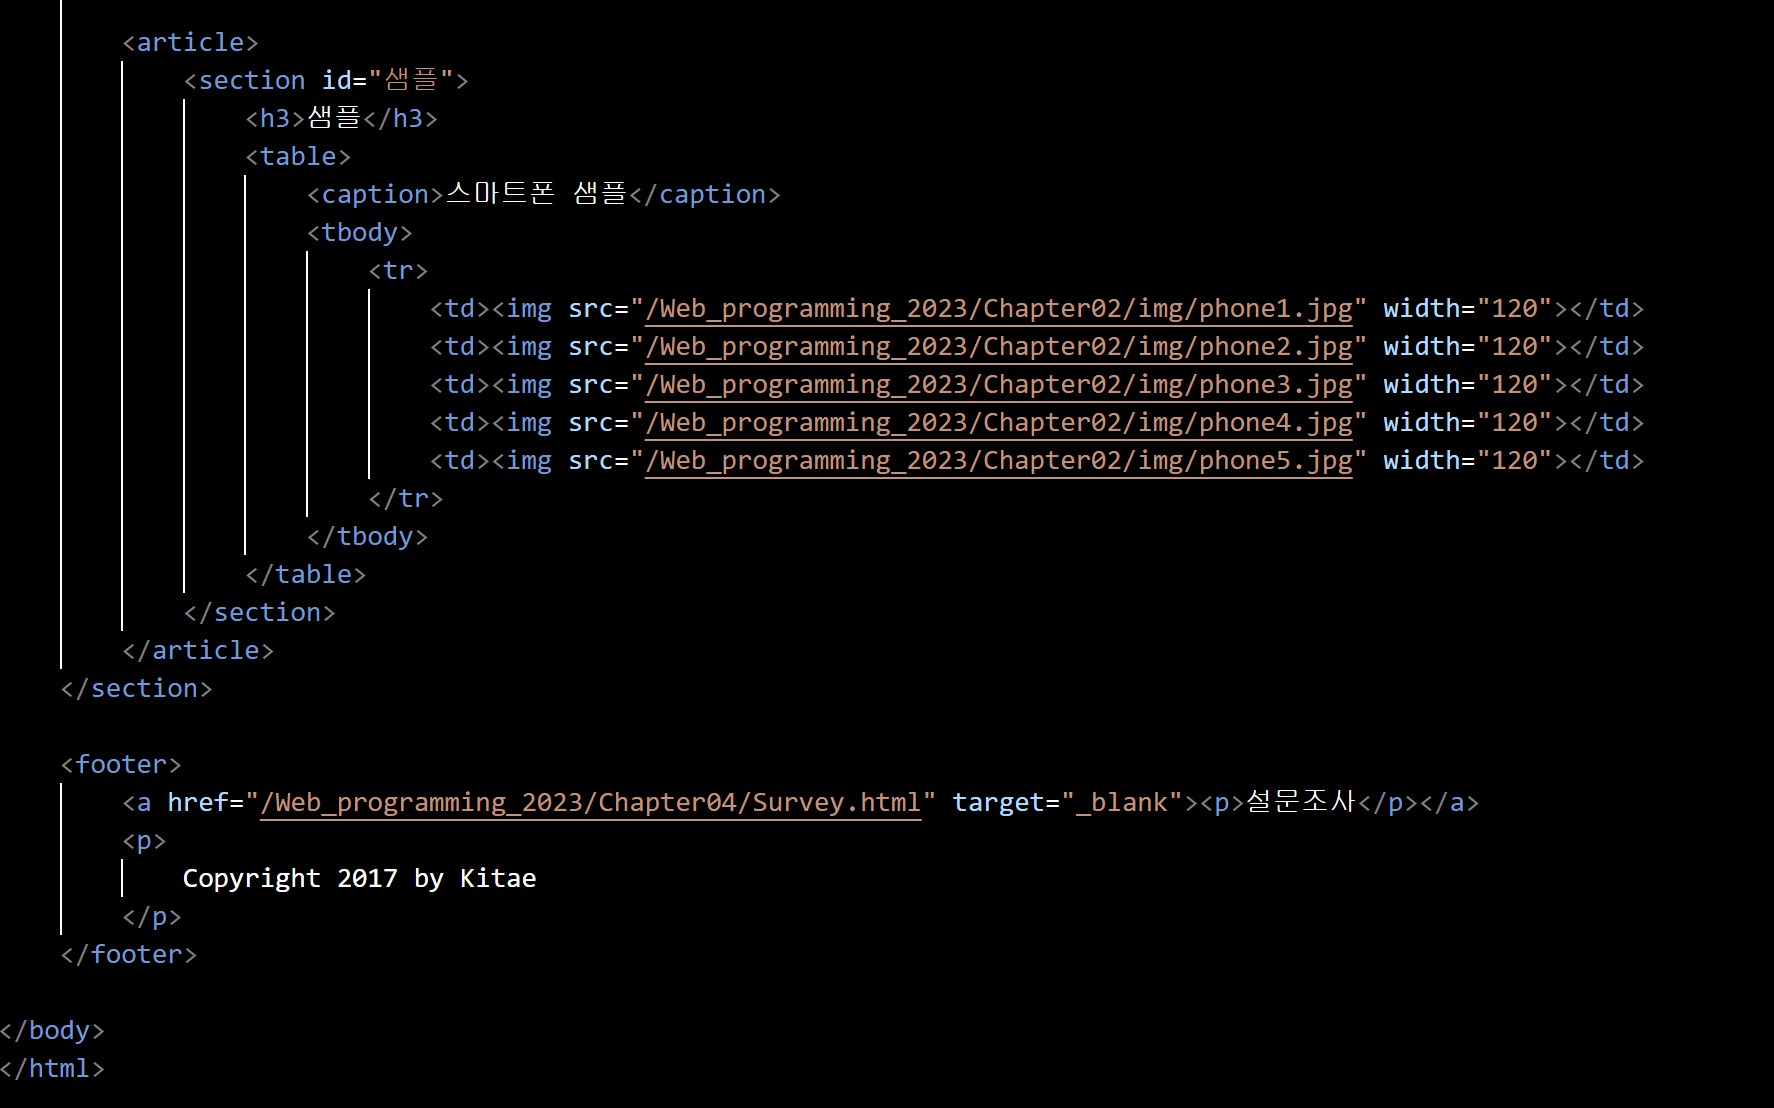 <article>
<section id="샘플">
<h3>샘플</h3>
<table>
<caption>스마트폰 샘플</caption>
<tbody>
<tr>
<td><img src="/Web_programming_2023/Chapter02/img/phone1.jpg" width="120"></td>
<td><img src="/Web_programming_2023/Chapter02/img/phone2.jpg" width="120"></td>
<td><img src="/Web_programming_2023/Chapter02/img/phone3.jpg" width="120"></td>
<td><img src="/Web_programming_2023/Chapter02/img/phone4.jpg" width="120"></td>
<td><img src="/Web_programming_2023/Chapter02/img/phone5.jpg" width="120"></td>
</tr>
</tbody>
</table>
</section>
</article>
</section>
<footer>
<a href="/Web_programming_2023/Chapter04/Survey.html" target="_blank"><p>설문조사</p></a>
<p>
Copyright 2017 by Kitae
</p>
</footer>
</body>
</html>